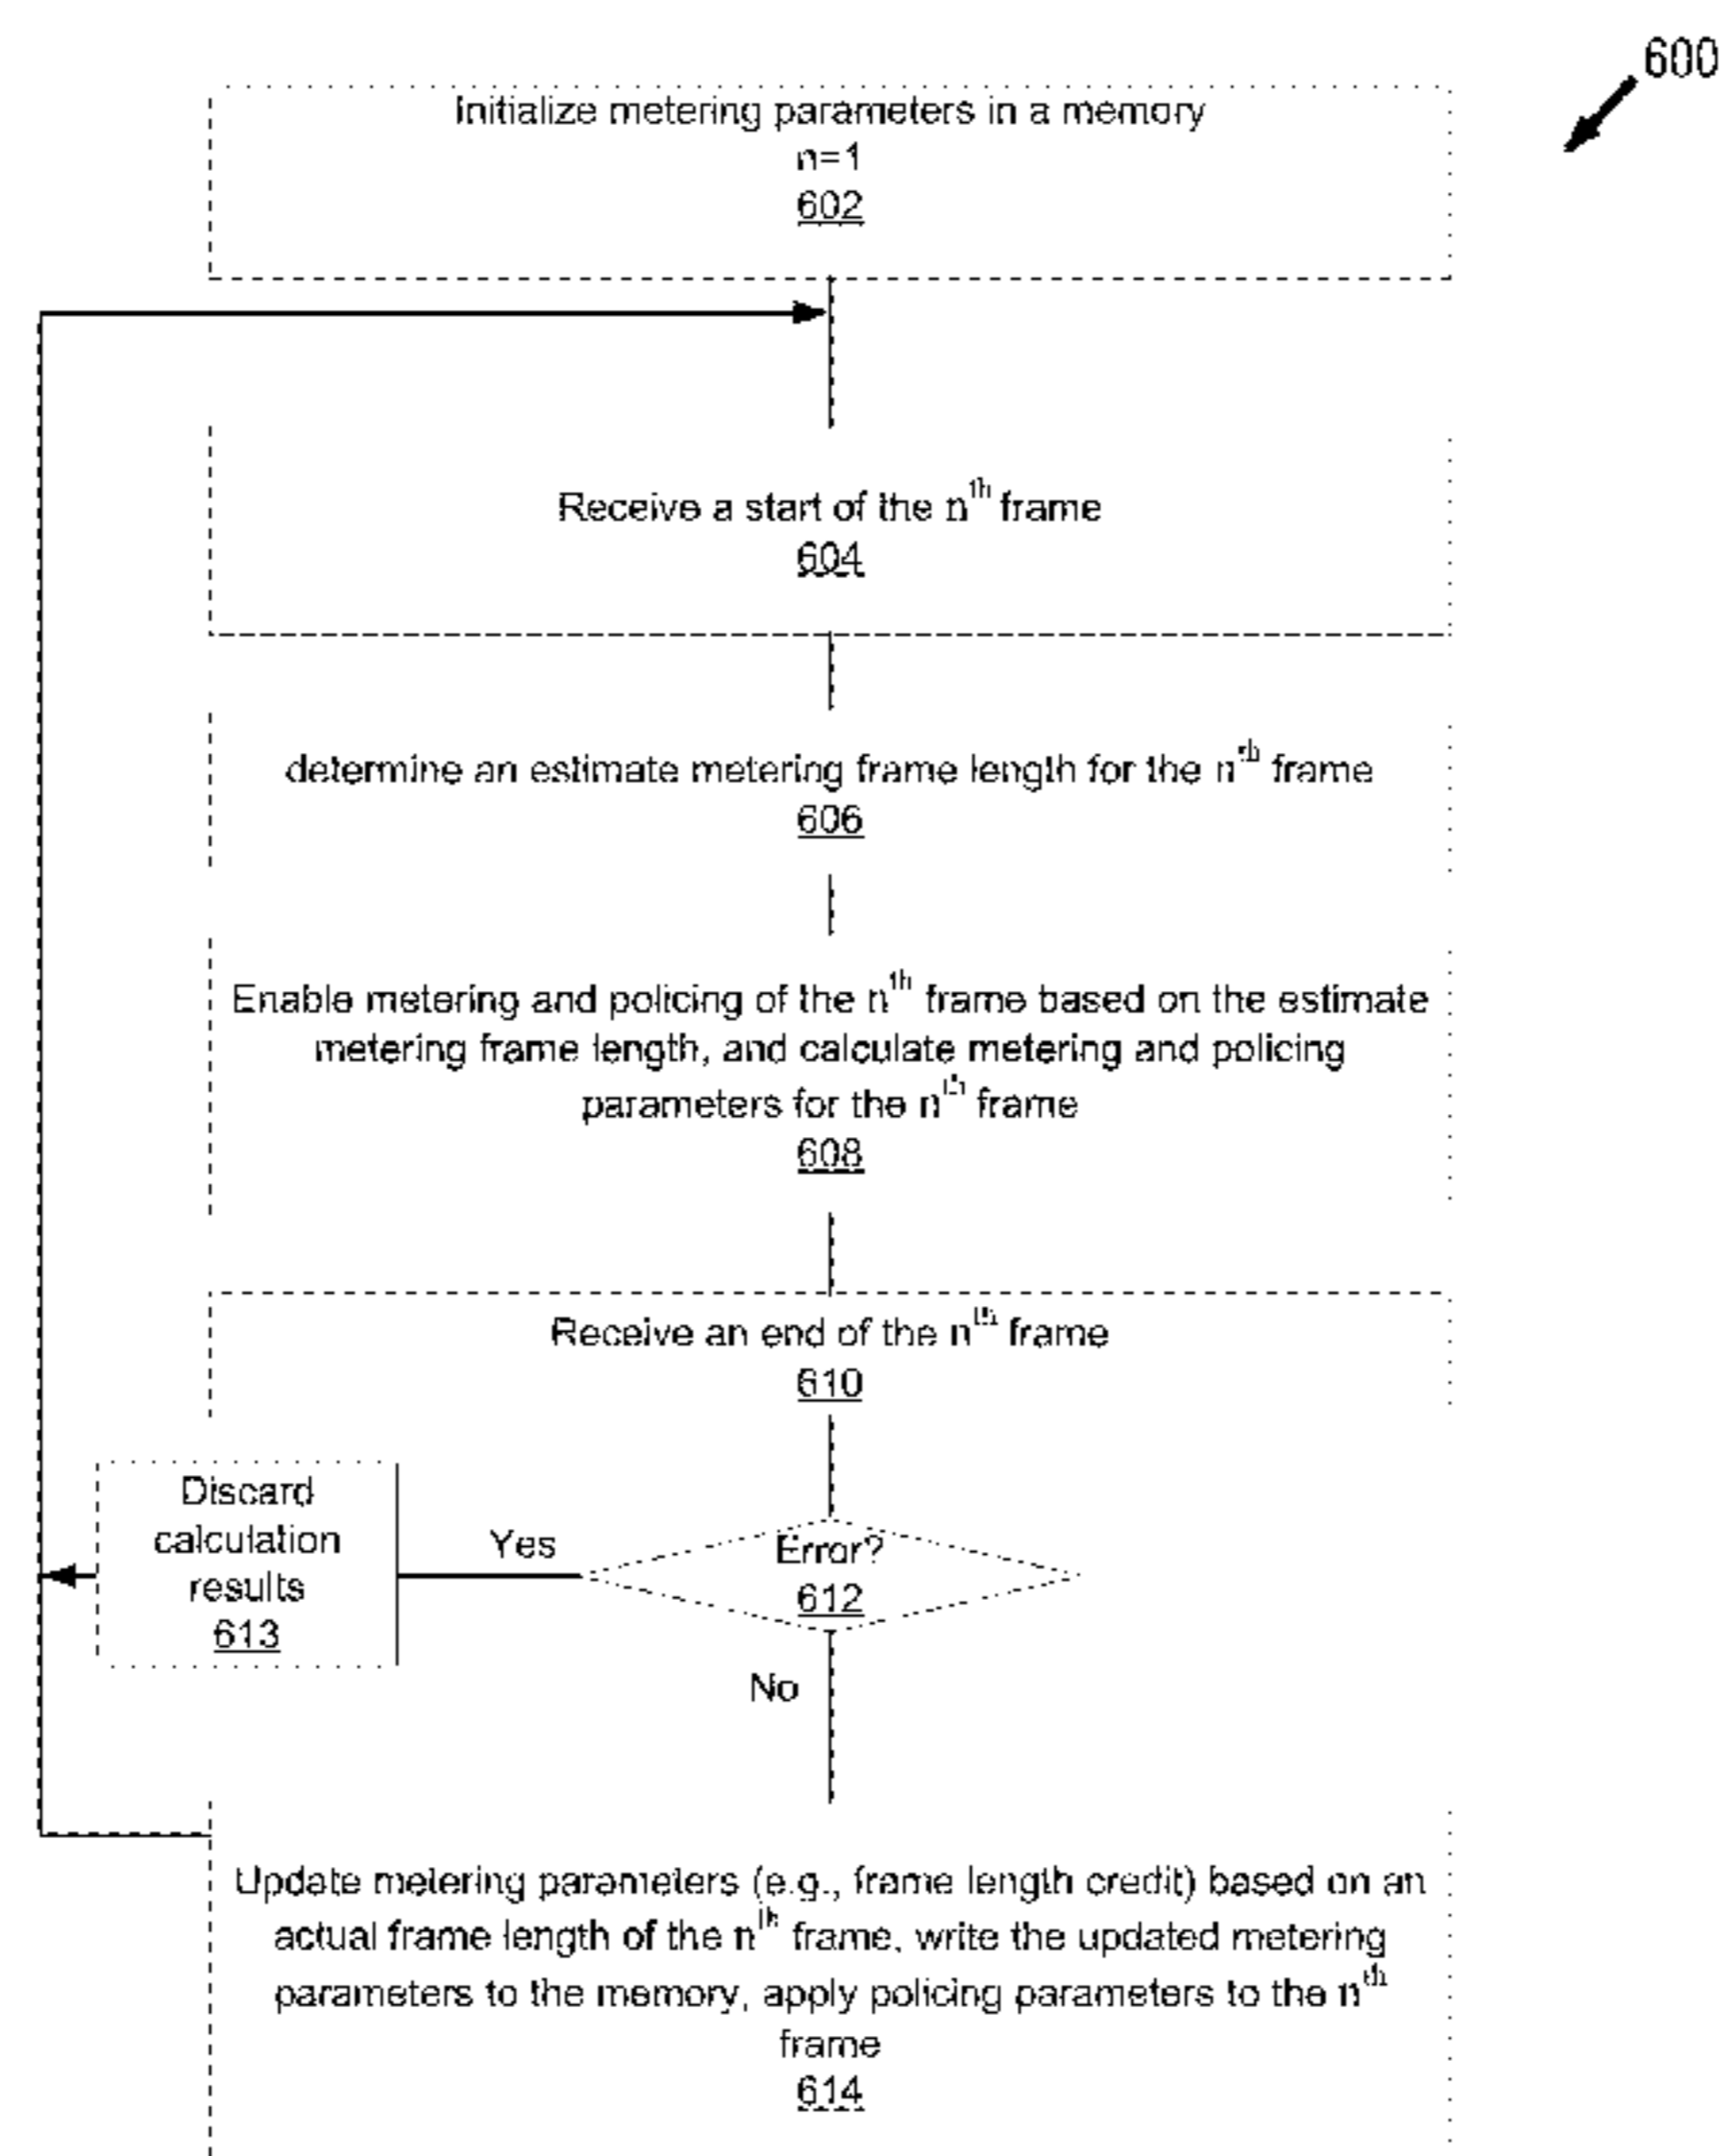 600
Initialize metering parameters in a memory
n=1
602
Receive a start of the nth frame
604
determine an estimate metering frame length for the nth frame
606
Enable metering and policing of the nth frame based on the estimate
metering frame length, and calculate metering and policing
parameters for the nth frame
608
Receive an end of the nth frame
610
Discard
calculation
results
613
Yes
Error?
612
No
Update metering parameters (e.g., frame length credit) based on an
actual frame length of the nth frame, write the updated metering
parameters to the memory, apply policing parameters to the nth
frame
614